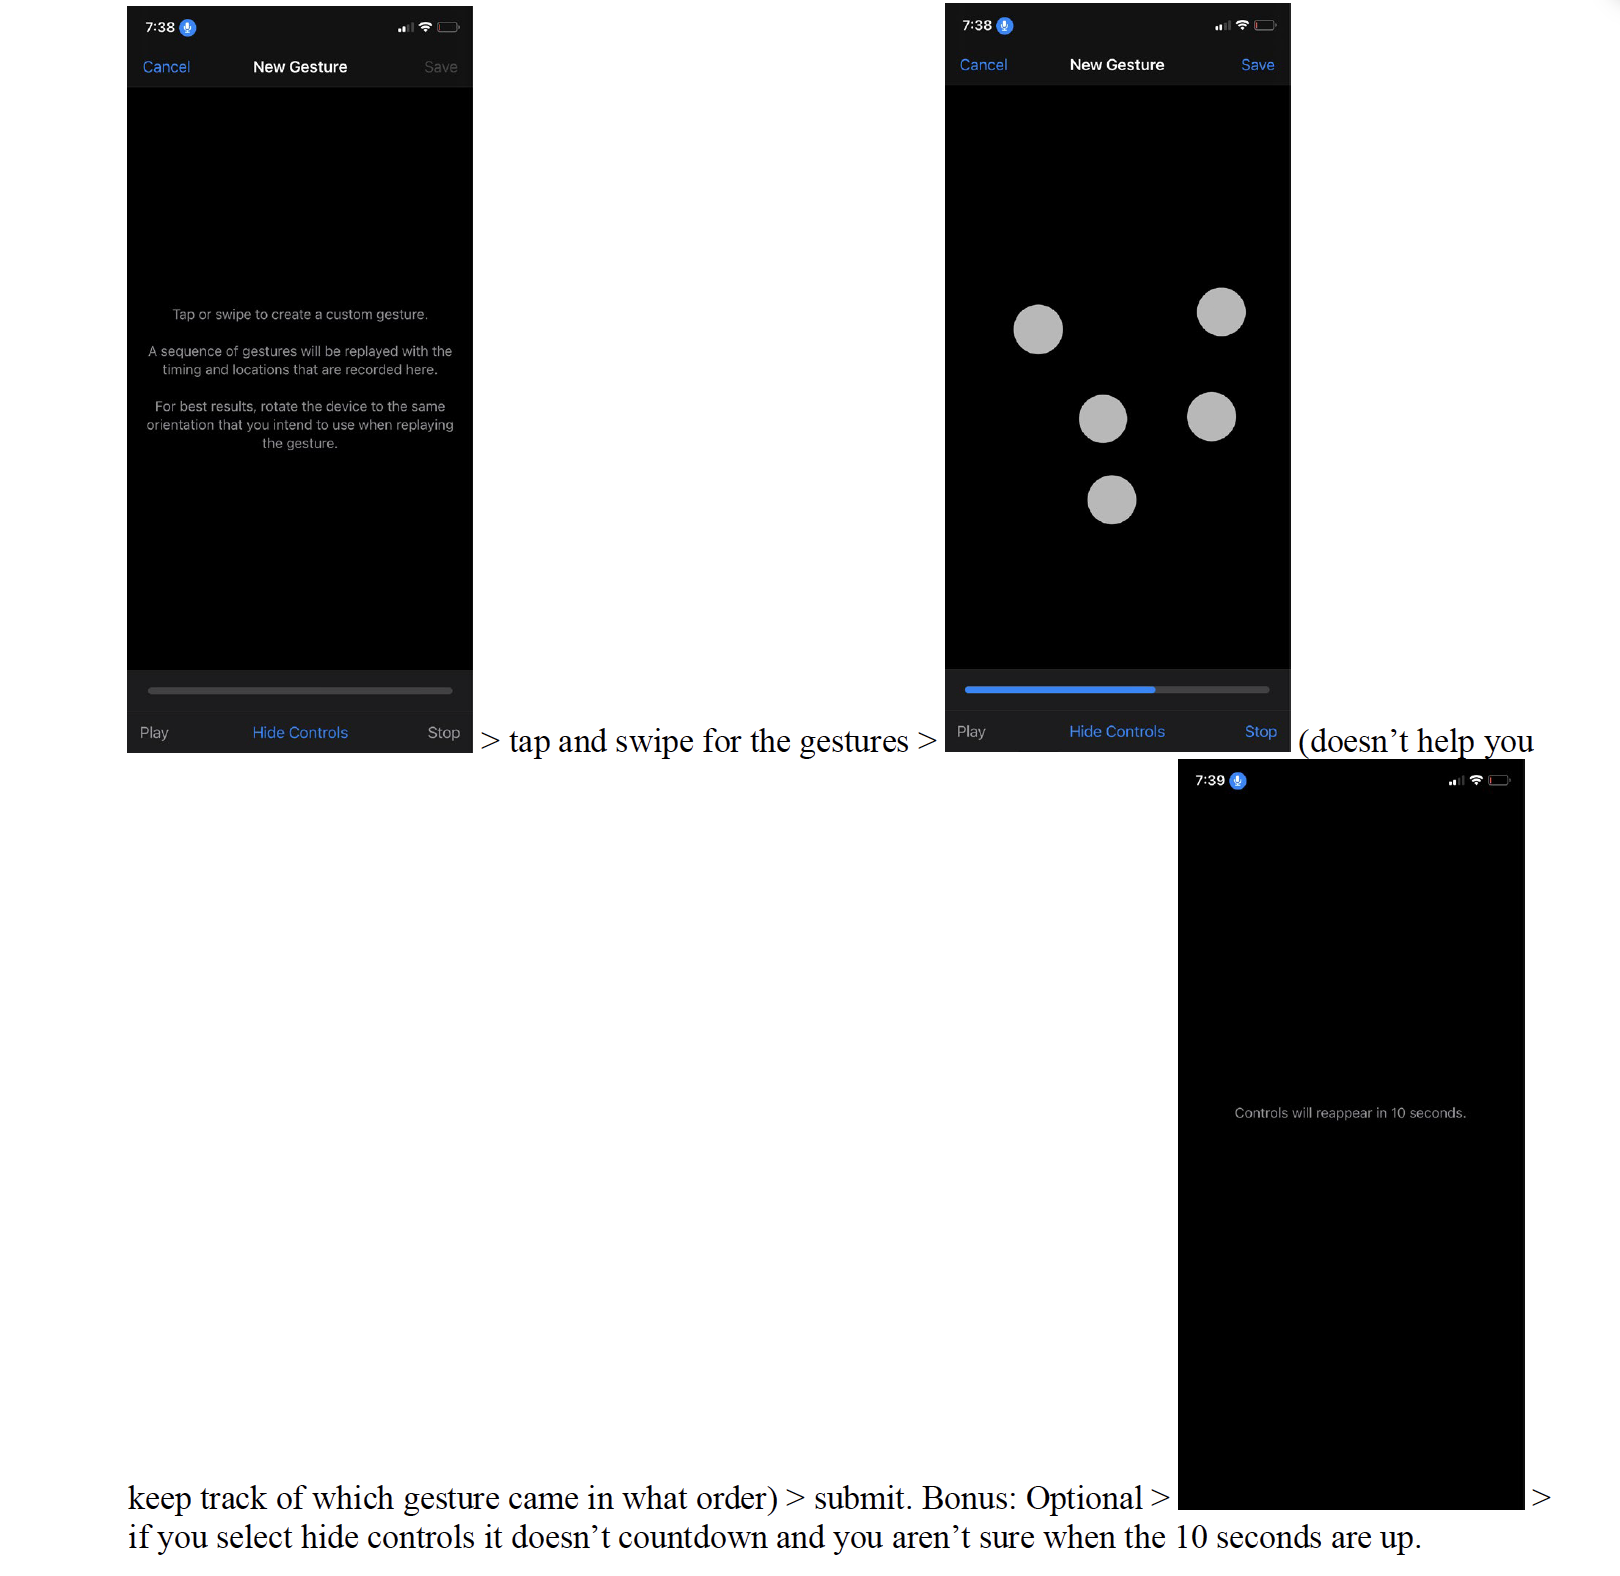 7:38
Cancel New Gesture Save
Tap or swipe to create a custom gesture.
A sequence of gestures will be replayed with the
timing and locations that are recorded here.
For best results, rotate the device to the same
orientation that you intend to use when replaying
the gesture.
Play Hide Controls Stop
> tap and swipe for the gestures >
7:38
Cancel New Gesture Save
Play Hide Controls Stop
(doesn’t help you
7:39
Controls will reappear in 10 seconds.
keep track of which gesture came in what order) > submit. Bonus: Optional > >
if you select hide controls it doesn’t countdown and you aren’t sure when the 10 seconds are up.